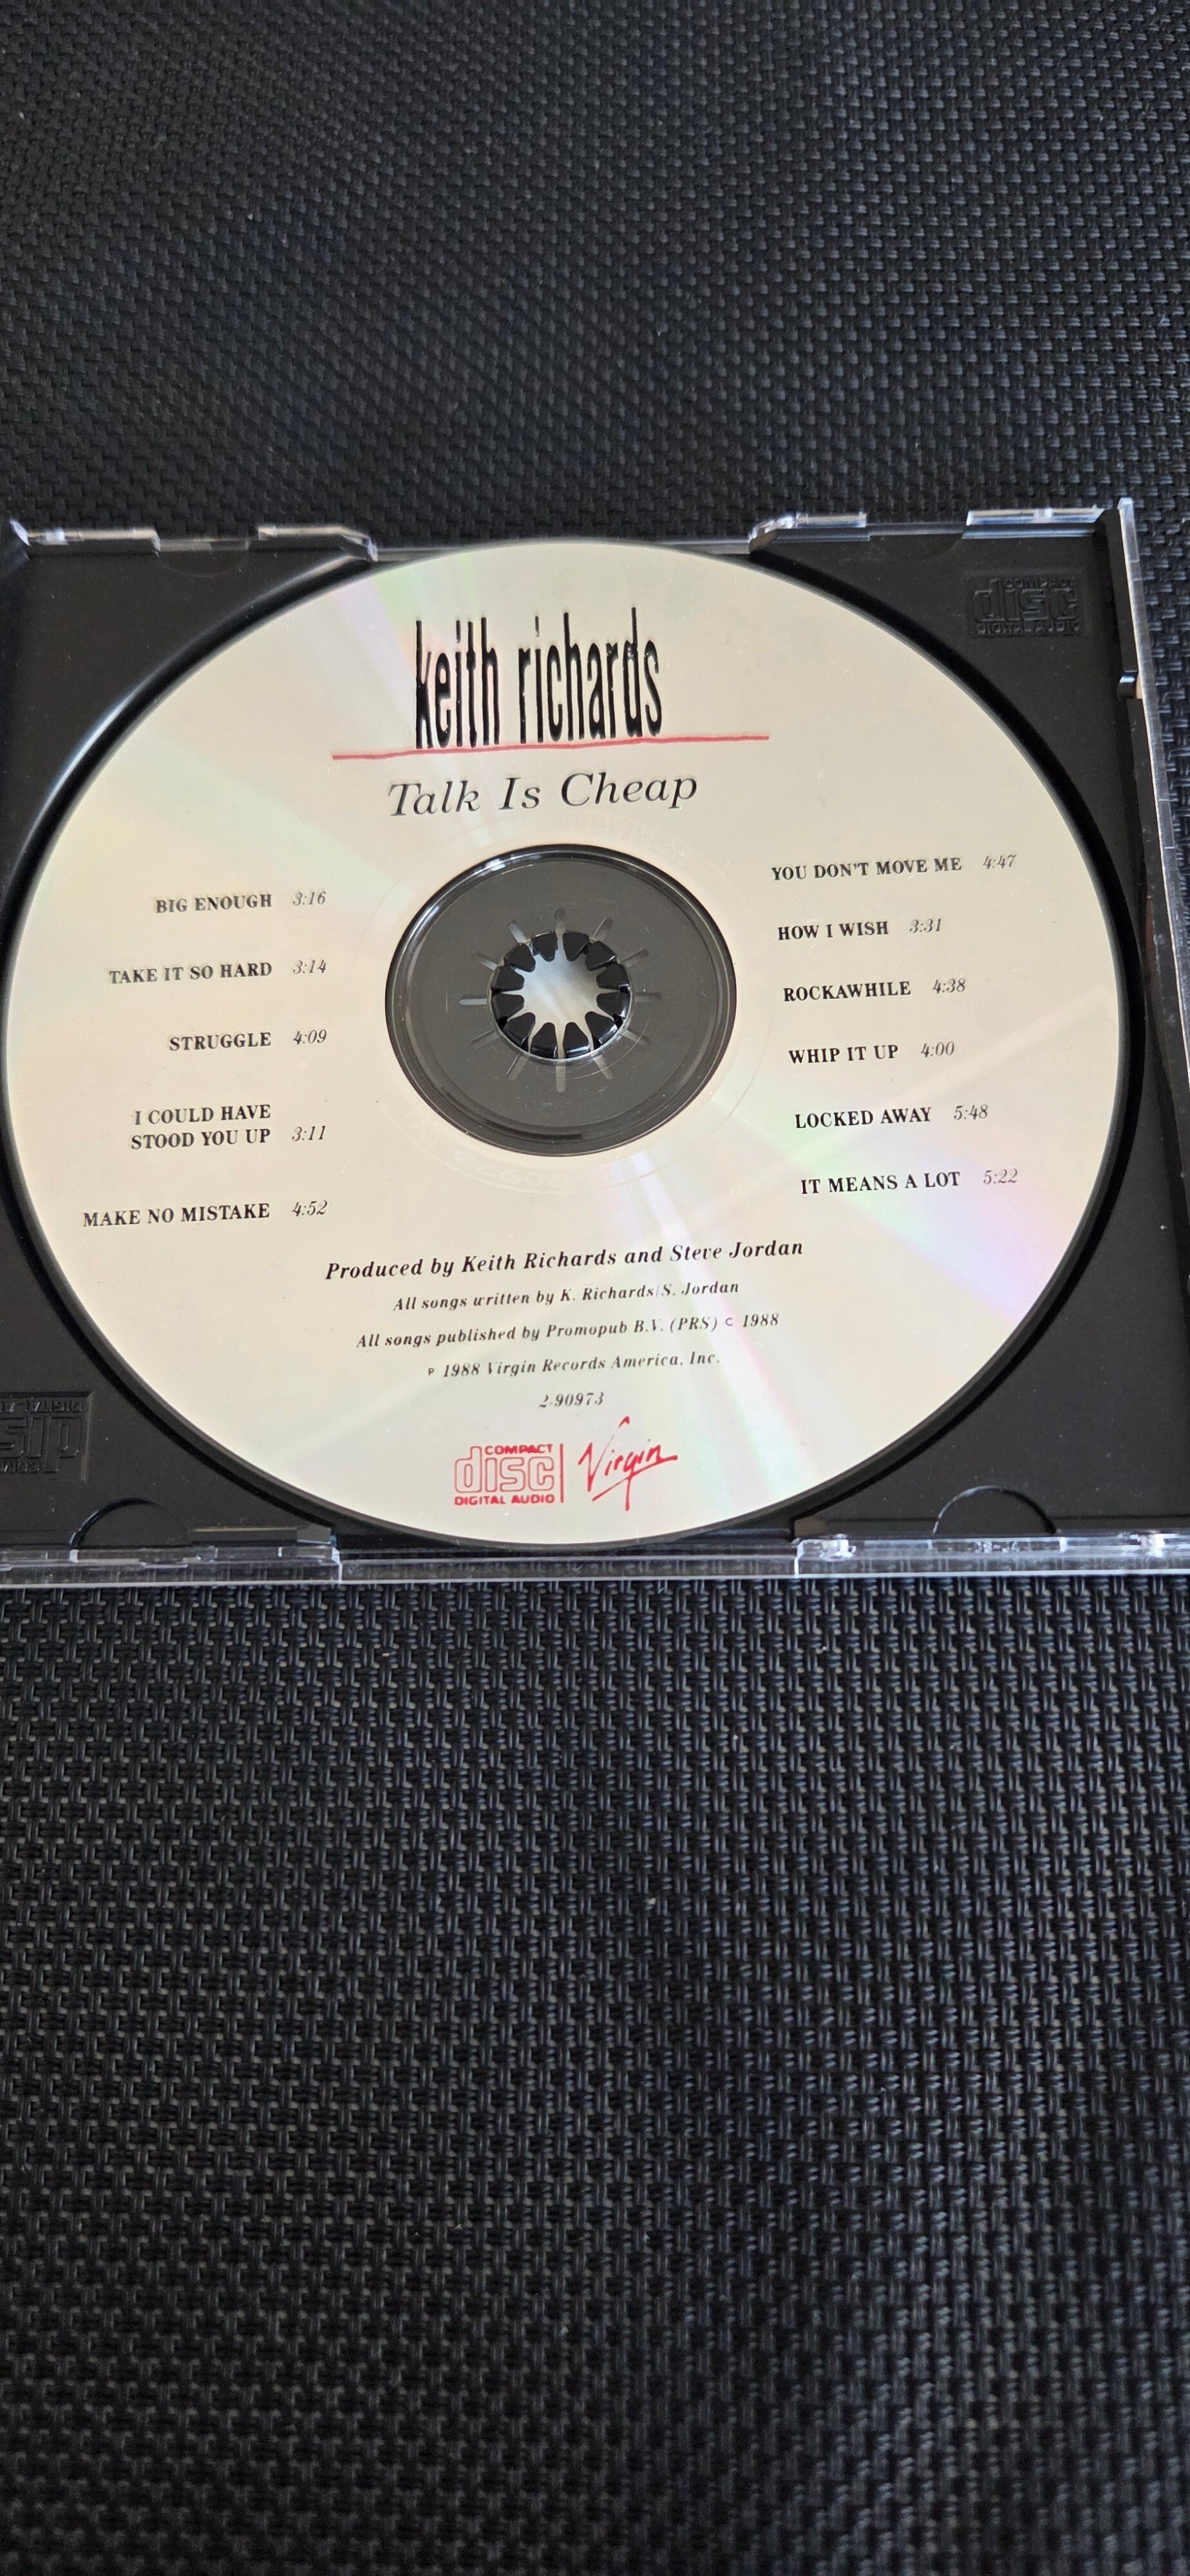 keith richards
Talk Is Cheap
BIG ENOUGH 3:16
TAKE IT SO HARD 3:14
STRUGGLE 4:09
I COULD HAVE
STOOD YOU UP 3:11
MAKE NO MISTAKE 4:52
YOU DON'T MOVE ME 4:47
HOW I WISH 3:31
ROCKAWHILE 4:38
WHIP IT UP 4:00
LOCKED AWAY 5:48
IT MEANS A LOT 5:22
Produced by Keith Richards and Steve Jordan
All songs written by K. Richards/S. Jordan
All songs published by Promopub B.V. (PRS) © 1988
℗ 1988 Virgin Records America, Inc.
2-90973
COMPACT
disc
DIGITAL AUDIO
Virgin
COMPACT
disc
DIGITAL AUDIO